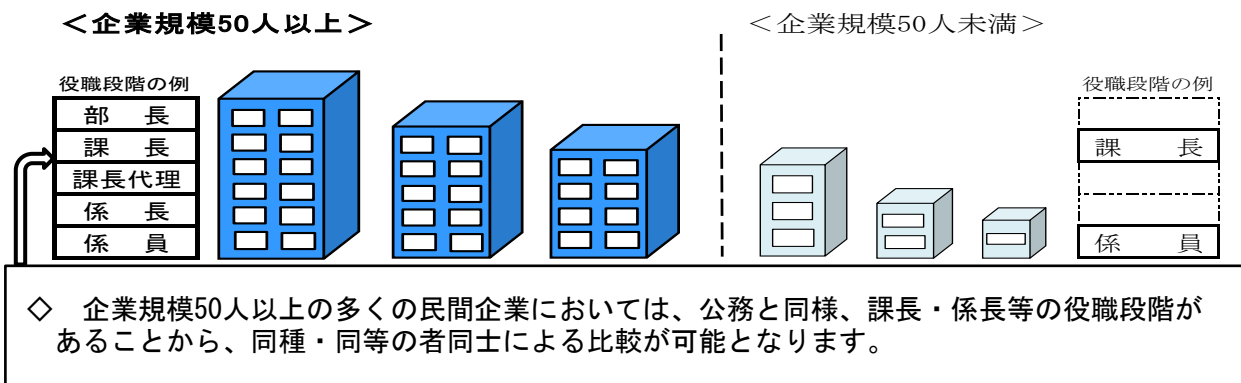 ＜企業規模50人以上＞
役職段階の例
部　長
課　長
課長代理
係　長
係　員
＜企業規模50人未満＞
役職段階の例
課　長
係　員
◇　企業規模50人以上の多くの民間企業においては、公務と同様、課長・係長等の役職段階が
あることから、同種・同等の者同士による比較が可能となります。